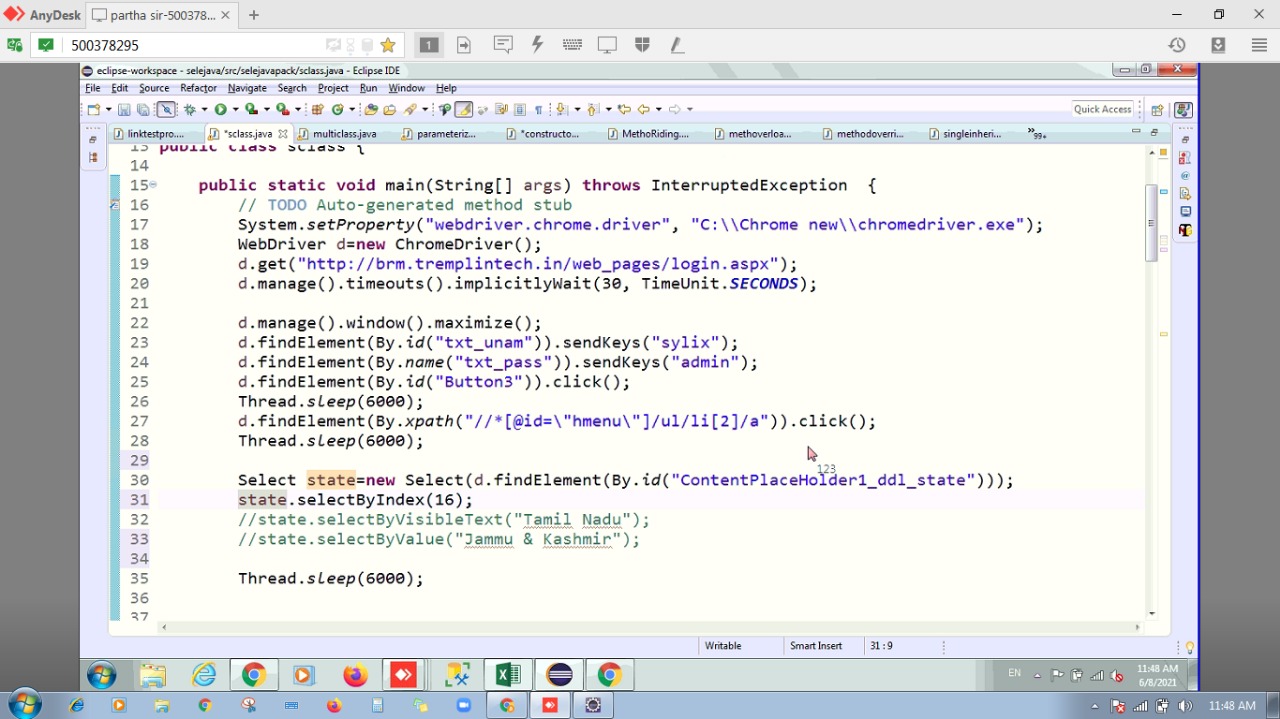 AnyDesk
partha sir-500378...
500378295
1
eclipse-workspace - selejava/src/selejavapack/sclass.java - Eclipse IDE
File Edit Source Refactor Navigate Search Project Run Window Help
Quick Access
linktestpro... *sclass.java multiclass.java parameteriz... *constructo... MethoRiding.... methoverloa... methodoverri... singleinheri... »99+
13 public class sclass {
14
15 public static void main(String[] args) throws InterruptedException {
16 // TODO Auto-generated method stub
17 System.setProperty("webdriver.chrome.driver", "C:\\Chrome new\\chromedriver.exe");
18 WebDriver d=new ChromeDriver();
19 d.get("http://brm.tremplintech.in/web_pages/login.aspx");
20 d.manage().timeouts().implicitlyWait(30, TimeUnit.SECONDS);
21
22 d.manage().window().maximize();
23 d.findElement(By.id("txt_unam")).sendKeys("sylix");
24 d.findElement(By.name("txt_pass")).sendKeys("admin");
25 d.findElement(By.id("Button3")).click();
26 Thread.sleep(6000);
27 d.findElement(By.xpath("//*[@id=\"hmenu\"]/ul/li[2]/a")).click();
28 Thread.sleep(6000);
29
123
30 Select state=new Select(d.findElement(By.id("ContentPlaceHolder1_ddl_state")));
31 state.selectByIndex(16);
32 //state.selectByVisibleText("Tamil Nadu");
33 //state.selectByValue("Jammu & Kashmir");
34
35 Thread.sleep(6000);
36
37
Writable Smart Insert 31 : 9
EN 11:48 AM
6/8/2021
11:48 AM